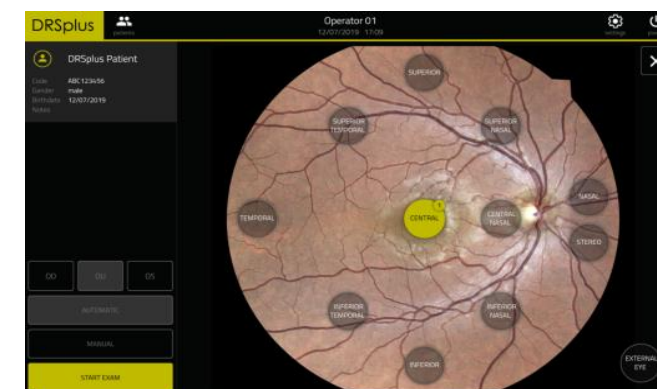 DRSplus
patients
Operator 01
12/07/2019 17:09
settings
DRSplus Patient
Code ABC123456
Gender male
Birthdate 12/07/2019
Notes
SUPERIOR
SUPERIOR
TEMPORAL
SUPERIOR
NASAL
TEMPORAL
CENTRAL
1
CENTRAL
NASAL
NASAL
STEREO
INFERIOR
TEMPORAL
INFERIOR
NASAL
INFERIOR
EXTERNAL
EYE
OD
OU
OS
AUTOMATIC
MANUAL
START EXAM